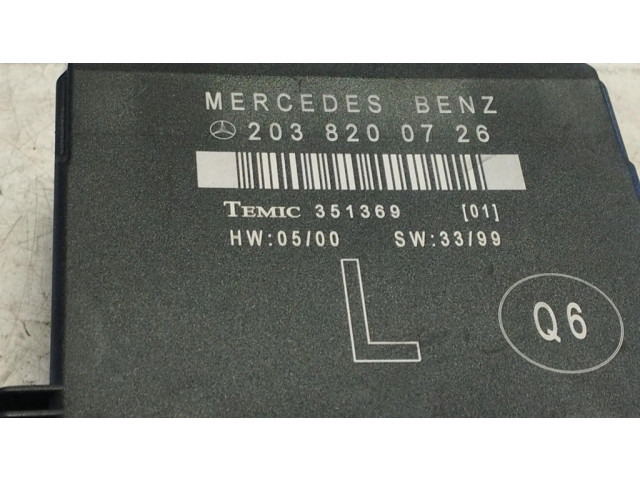 MERCEDES BENZ
203 820 07 26
TEMIC 351369 [01]
HW:05/00 SW:33/99
L
Q6